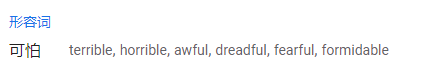 形容词
可怕 terrible, horrible, awful, dreadful, fearful, formidable